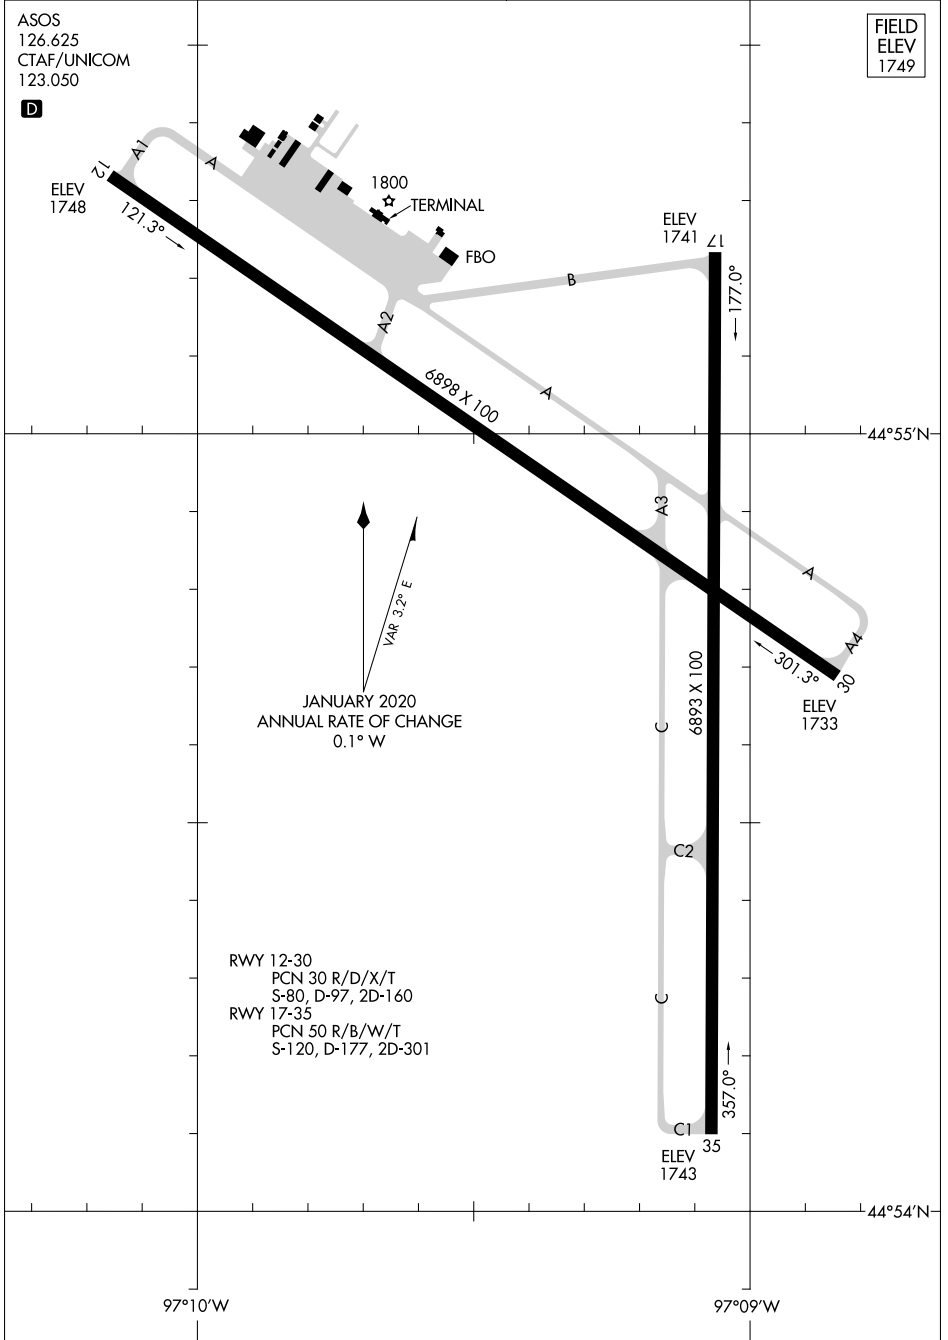 ASOS
126.625
CTAF/UNICOM
123.050
D
FIELD
ELEV
1749
A1
A
12
ELEV
1748
121.3°
1800
TERMINAL
FBO
ELEV
1741
17
B
177.0°
A2
6898 X 100
A
44°55'N
A3
A
VAR 3.2° E
A4
301.3°
30
ELEV
1733
JANUARY 2020
ANNUAL RATE OF CHANGE
0.1° W
6893 X 100
C
C2
RWY 12-30
PCN 30 R/D/X/T
S-80, D-97, 2D-160
RWY 17-35
PCN 50 R/B/W/T
S-120, D-177, 2D-301
C
357.0°
C1
35
ELEV
1743
44°54'N
97°10'W
97°09'W